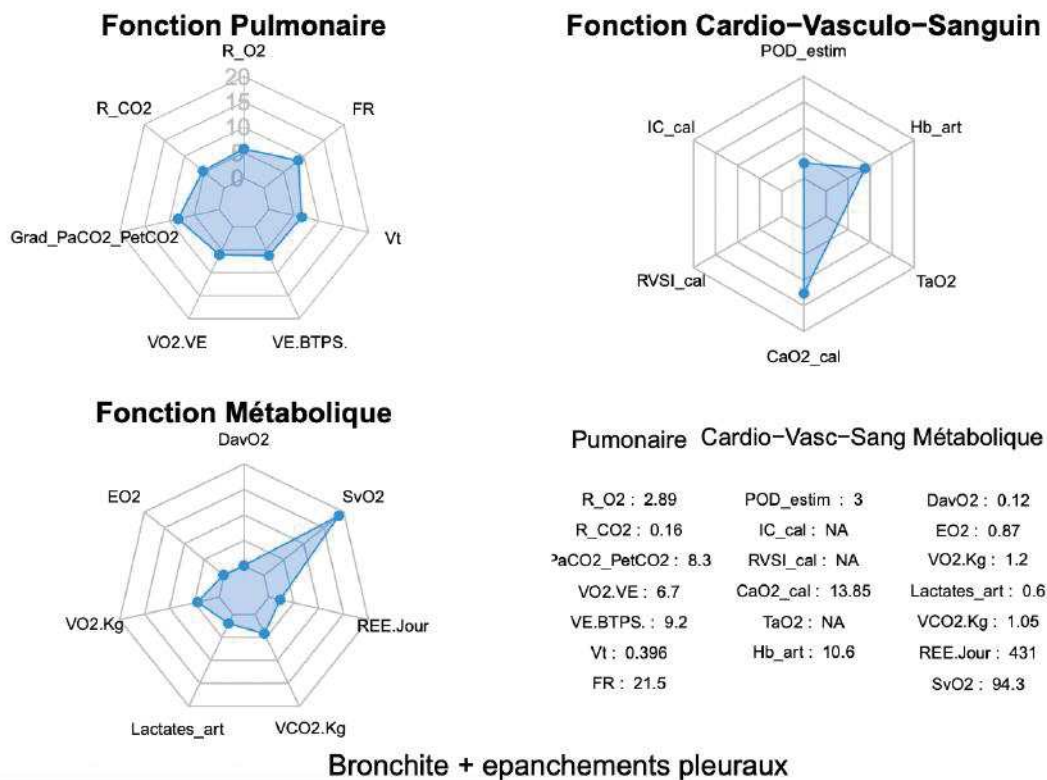 Fonction Pulmonaire
R_O2
20
15
10
5
0
FR
R_CO2
Grad_PaCO2_PetCO2
Vt
VO2.VE
VE.BTPS.
Fonction Cardio-Vasculo-Sanguin
POD_estim
IC_cal
Hb_art
RVSI_cal
TaO2
CaO2_cal
Fonction Métabolique
DavO2
EO2
SvO2
VO2.Kg
REE.Jour
Lactates_art
VCO2.Kg
Pumonaire Cardio-Vasc-Sang Métabolique
R_O2 : 2.89 POD_estim : 3 DavO2 : 0.12
R_CO2 : 0.16 IC_cal : NA EO2 : 0.87
PaCO2_PetCO2 : 8.3 RVSI_cal : NA VO2.Kg : 1.2
VO2.VE : 6.7 CaO2_cal : 13.85 Lactates_art : 0.6
VE.BTPS. : 9.2 TaO2 : NA VCO2.Kg : 1.05
Vt : 0.396 Hb_art : 10.6 REE.Jour : 431
FR : 21.5 SvO2 : 94.3
Bronchite + epanchements pleuraux